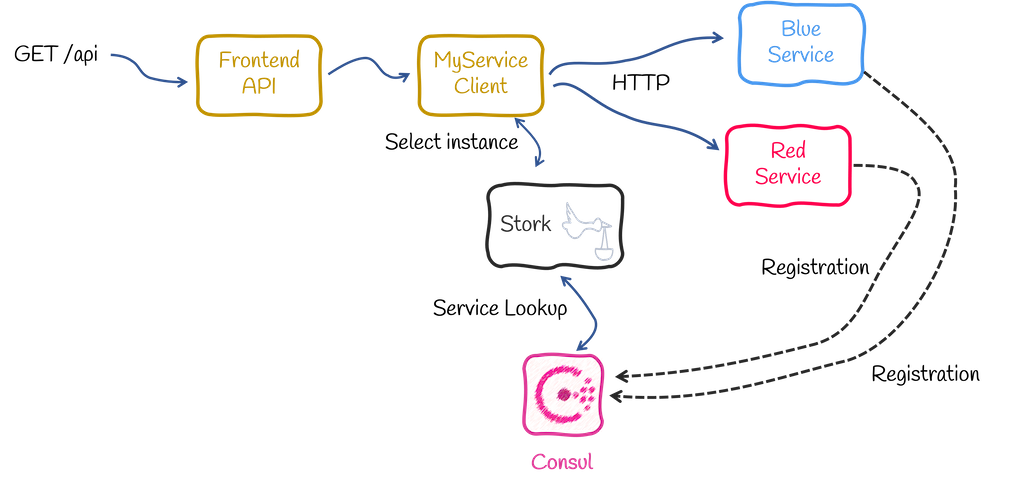 GET /api
Frontend
API
MyService
Client
HTTP
Blue
Service
Red
Service
Select instance
Stork
Service Lookup
Registration
Registration
Consul